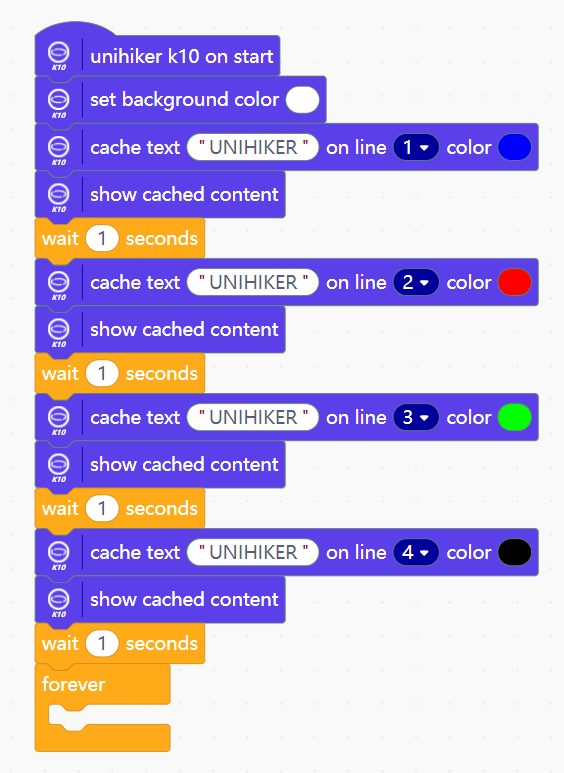 K10 unihiker k10 on start
K10 set background color
K10 cache text "UNIHIKER" on line 1 color
K10 show cached content
wait 1 seconds
K10 cache text "UNIHIKER" on line 2 color
K10 show cached content
wait 1 seconds
K10 cache text "UNIHIKER" on line 3 color
K10 show cached content
wait 1 seconds
K10 cache text "UNIHIKER" on line 4 color
K10 show cached content
wait 1 seconds
forever